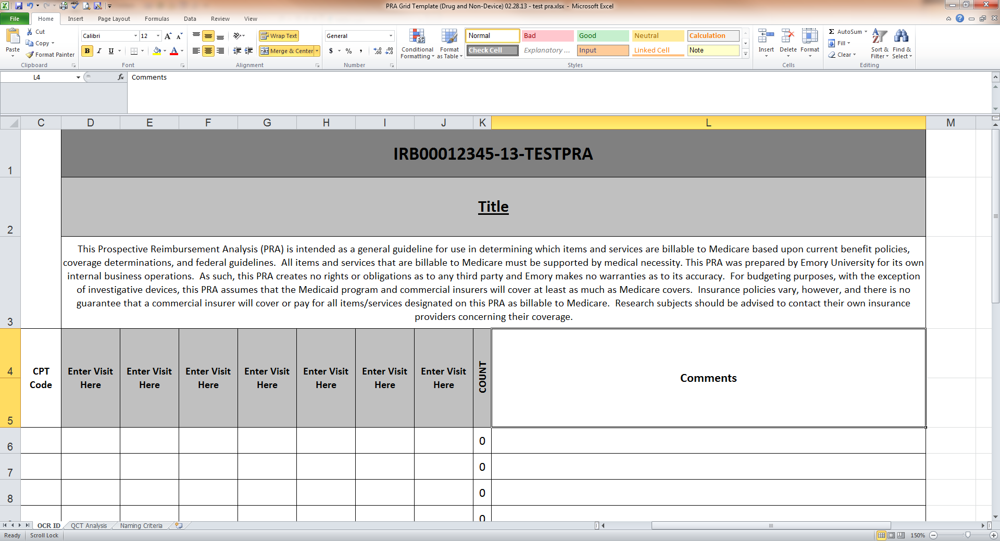 PRA Grid Template (Drug and Non-Device) 02.28.13 - test pra.xlsx - Microsoft Excel
File Home Insert Page Layout Formulas Data Review View
Paste
Cut
Copy
Format Painter
Clipboard
Calibri 12
B I U A
Font
Wrap Text
Merge & Center
Alignment
General
$ % ,
Number
Conditional Formatting
Format as Table
Normal Bad Good Neutral Calculation
Check Cell Explanatory ... Input Linked Cell Note
Styles
Insert Delete Format
Cells
Σ AutoSum
Fill
Clear
Sort & Filter
Find & Select
Editing
L4 fx Comments
C D E F G H I J K L M
1 IRB00012345-13-TESTPRA
2 Title
This Prospective Reimbursement Analysis (PRA) is intended as a general guideline for use in determining which items and services are billable to Medicare based upon current benefit policies,
coverage determinations, and federal guidelines.  All items and services that are billable to Medicare must be supported by medical necessity. This PRA was prepared by Emory University for its own
internal business operations.  As such, this PRA creates no rights or obligations as to any third party and Emory makes no warranties as to its accuracy.  For budgeting purposes, with the exception
of investigative devices, this PRA assumes that the Medicaid program and commercial insurers will cover at least as much as Medicare covers.  Insurance policies vary, however, and there is no
guarantee that a commercial insurer will cover or pay for all items/services designated on this PRA as billable to Medicare.  Research subjects should be advised to contact their own insurance
providers concerning their coverage.
3
4 CPT Enter Visit Enter Visit Enter Visit Enter Visit Enter Visit Enter Visit Enter Visit COUNT Comments
Code Here Here Here Here Here Here Here
5
6 0
7 0
8 0
0
OCR ID QCT Analysis Naming Criteria
Ready Scroll Lock 150%